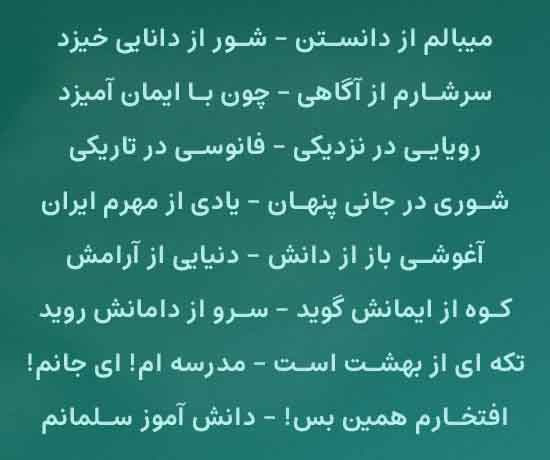 میبالم از دانستن - شور از دانایی خیزد
سرشارم از آگاهی - چون با ایمان آمیزد
رویایی در نزدیکی - فانوسی در تاریکی
شوری در جانی پنهان - یادی از مهرم ایران
آغوشی باز از دانش - دنیایی از آرامش
کوه از ایمانش گوید - سرو از دامانش روید
تکه ای از بهشت است - مدرسه ام! ای جانم!
افتخارم همین بس! - دانش آموز سلمانم